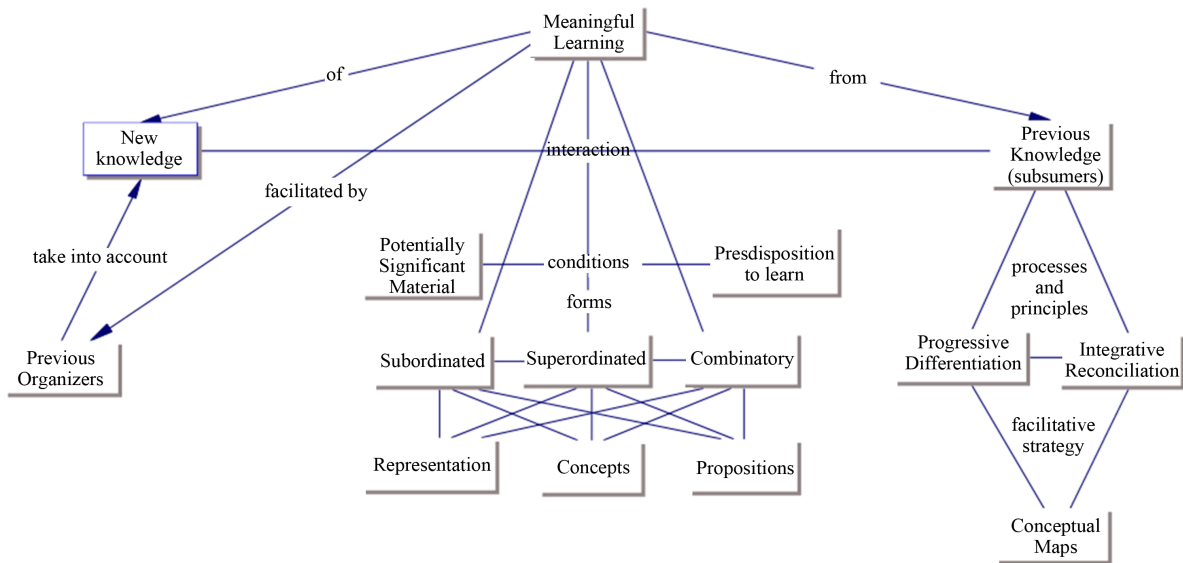 Meaningful
Learning
of
from
New
knowledge
interaction
Previous
Knowledge
(subsumers)
facilitated by
take into account
Potentially
Significant
Material
conditions
Presdisposition
to learn
processes
and
principles
forms
Previous
Organizers
Subordinated
Superordinated
Combinatory
Progressive
Differentiation
Integrative
Reconciliation
facilitative
strategy
Representation
Concepts
Propositions
Conceptual
Maps